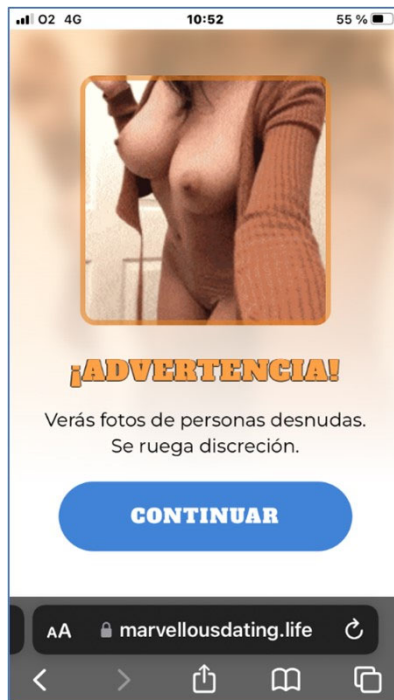 O2 4G 10:52 55 %
¡ADVERTENCIA!
Verás fotos de personas desnudas.
Se ruega discreción.
CONTINUAR
AA marvellousdating.life